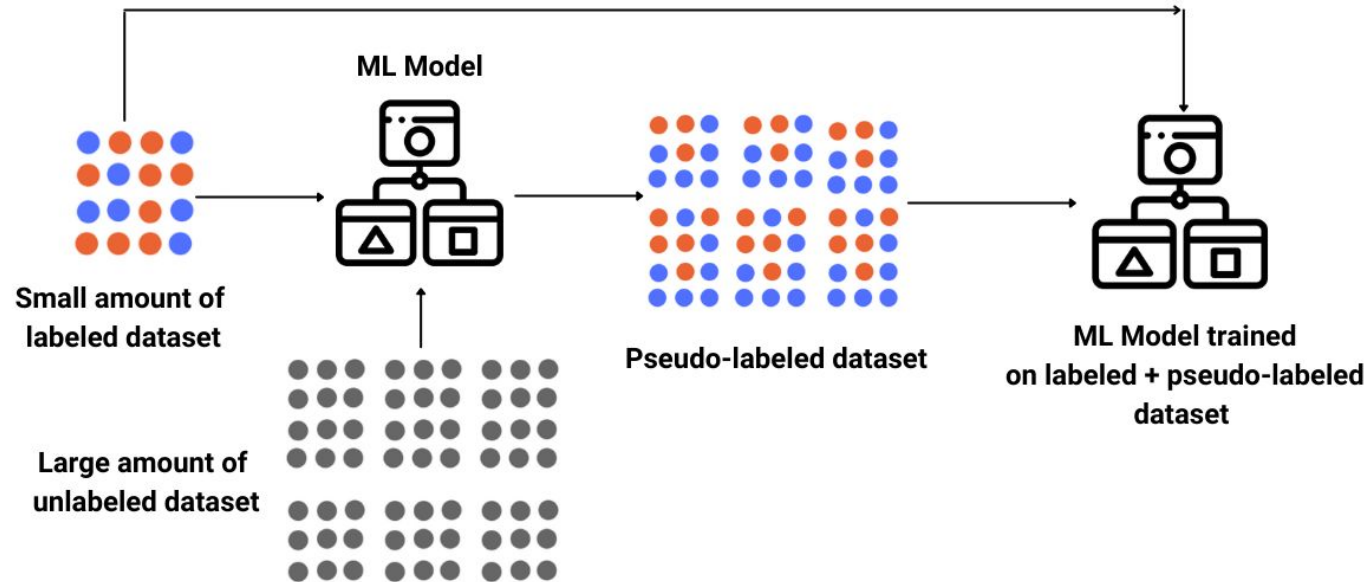 ML Model
Small amount of
labeled dataset
Pseudo-labeled dataset
ML Model trained
on labeled + pseudo-labeled
dataset
Large amount of
unlabeled dataset